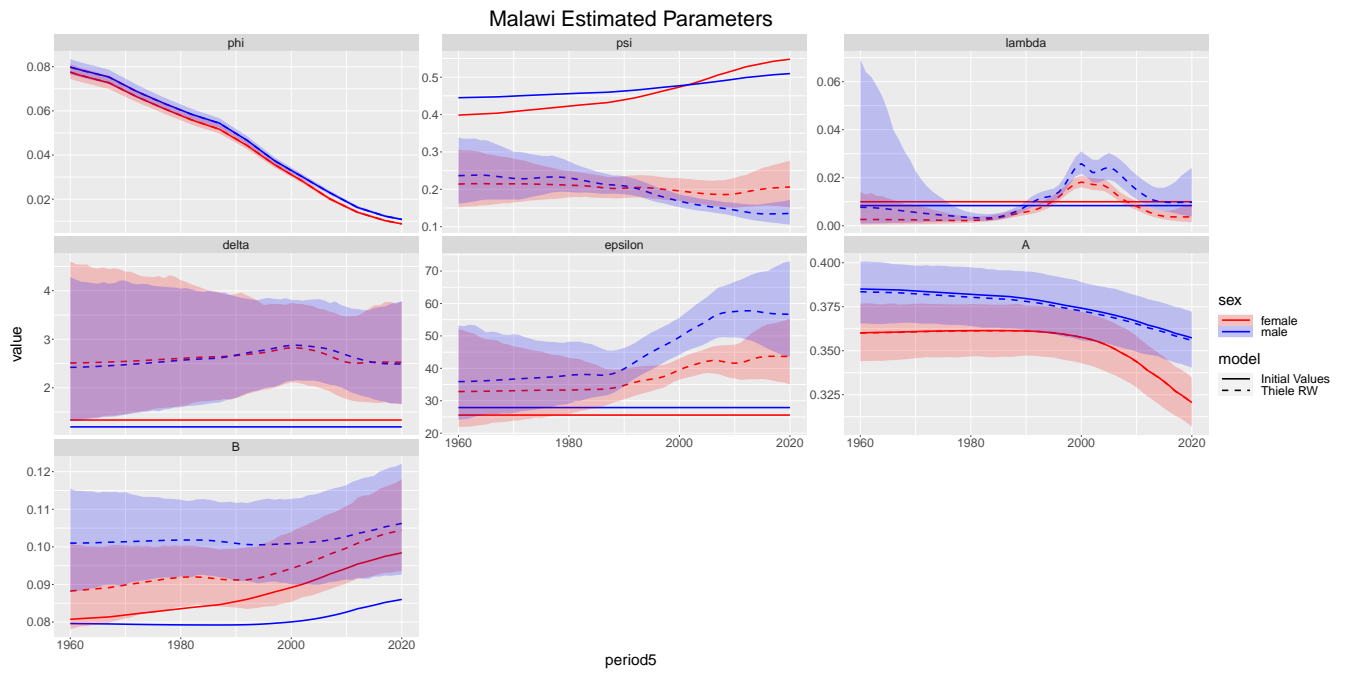 Malawi Estimated Parameters
phi
psi
lambda
0.08
0.06
0.04
0.02
0.5
0.4
0.3
0.2
0.1
0.06
0.04
0.02
0.00
delta
epsilon
A
4
3
2
70
60
50
40
30
20
0.400
0.375
0.350
0.325
1960 1980 2000 2020
1960 1980 2000 2020
B
0.12
0.11
0.10
0.09
0.08
1960 1980 2000 2020
value
period5
sex
female
male
model
Initial Values
Thiele RW